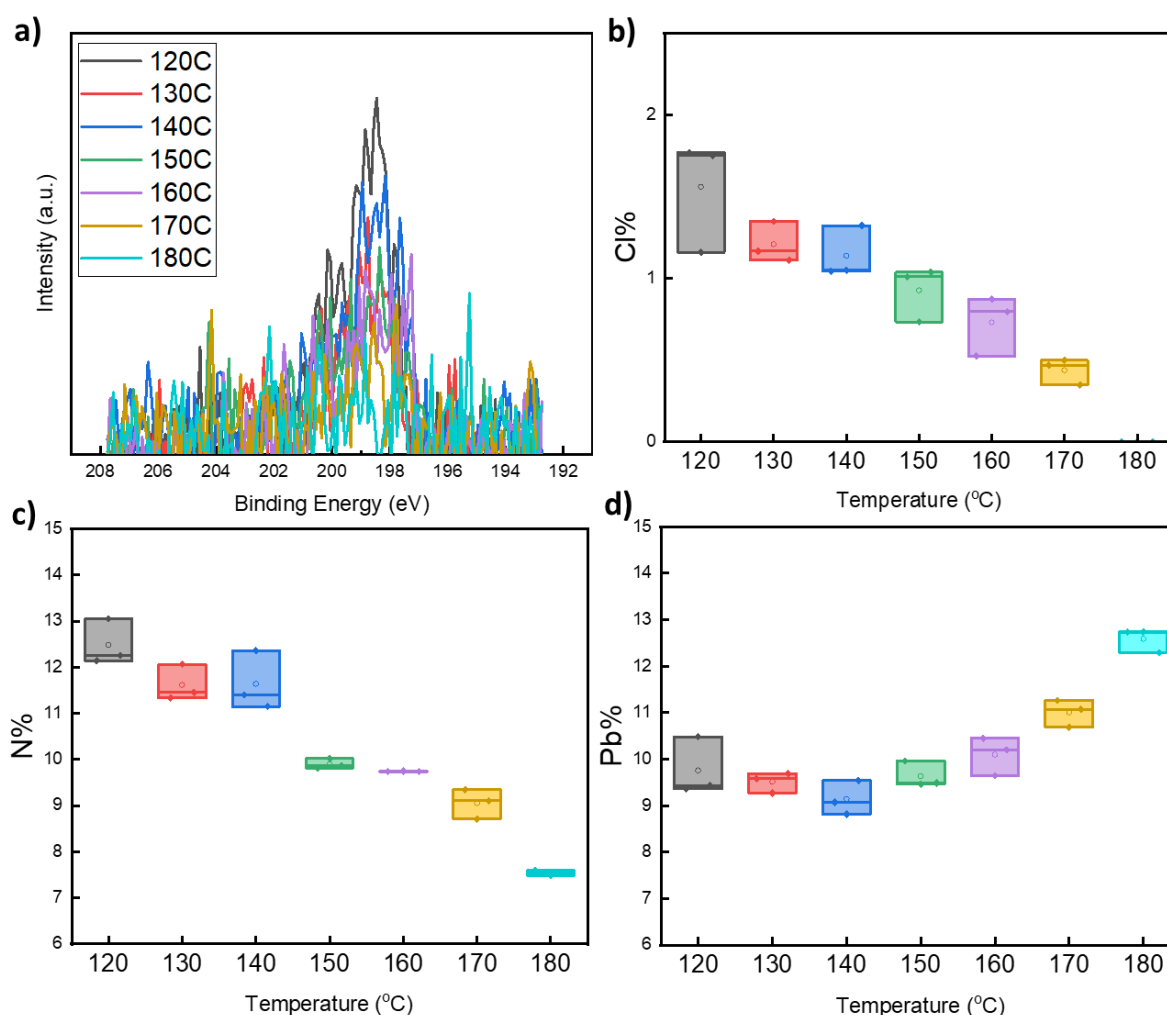 a)
120C
130C
140C
150C
160C
170C
180C
Intensity (a.u.)
208 206 204 202 200 198 196 194 192
Binding Energy (eV)
b)
Cl%
2
1
0
120 130 140 150 160 170 180
Temperature (°C)
c)
N%
15
14
13
12
11
10
9
8
7
6
120 130 140 150 160 170 180
Temperature (°C)
d)
Pb%
15
14
13
12
11
10
9
8
7
6
120 130 140 150 160 170 180
Temperature (°C)